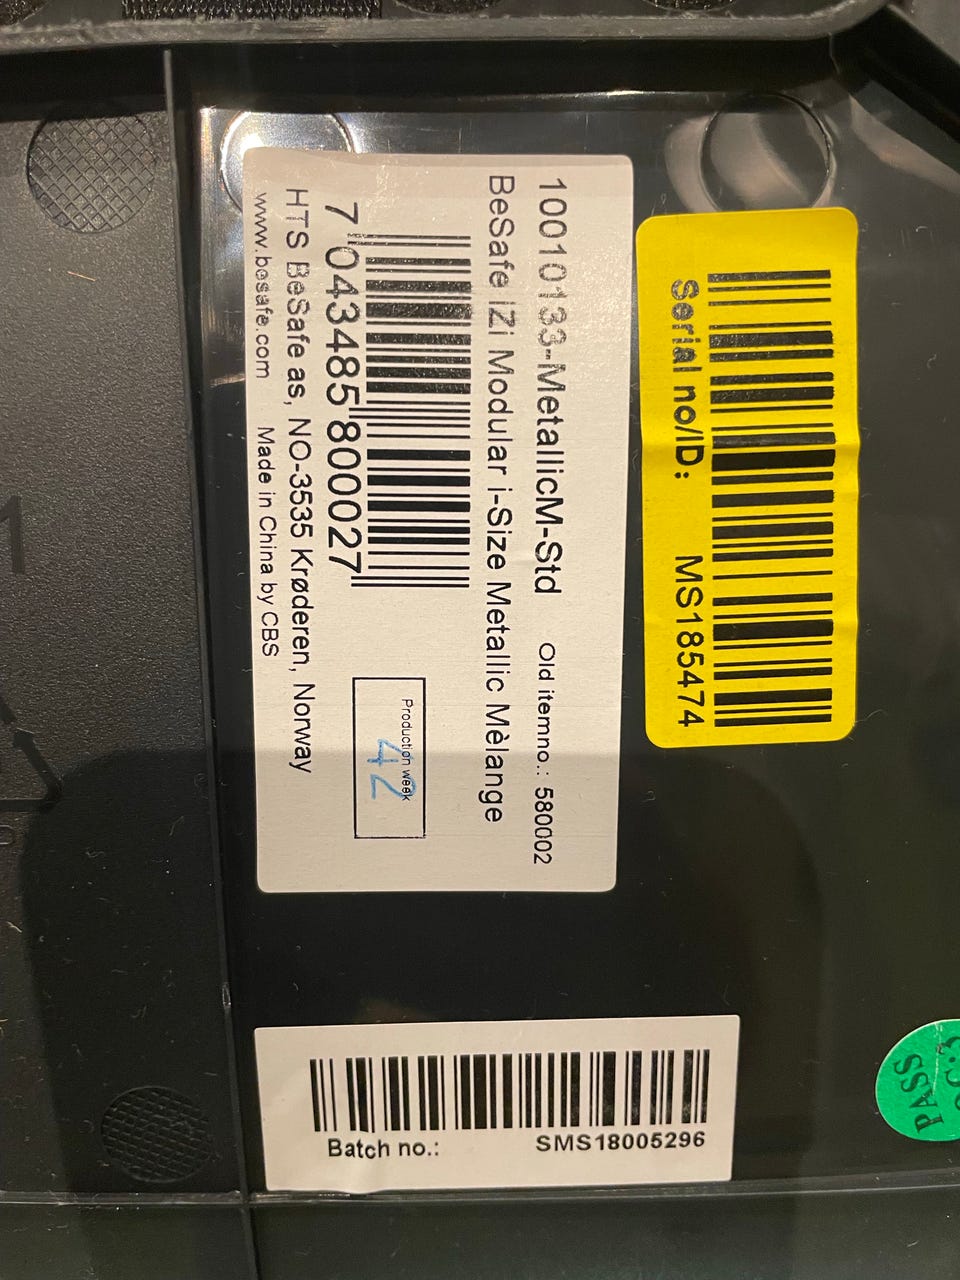 Serial no/ID: MS185474
10010133-MetallicM-Std Old itemno.: 580002
BeSafe iZi Modular i-Size Metallic Mèlange
Production week
42
7 043485 800027
HTS BeSafe as, NO-3535 Krøderen, Norway
www.besafe.com Made in China by CBS
Batch no.: SMS18005296
PASS
1